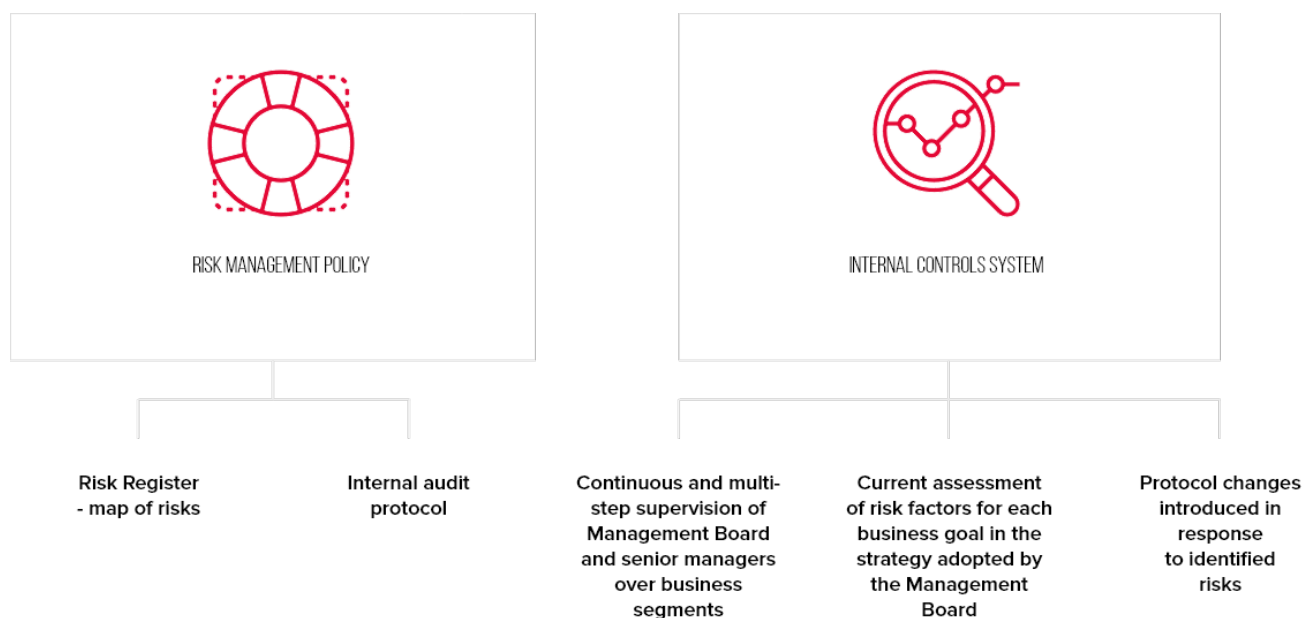 RISK MANAGEMENT POLICY
INTERNAL CONTROLS SYSTEM
Risk Register
- map of risks
Internal audit
protocol
Continuous and multi-
step supervision of
Management Board
and senior managers
over business
segments
Current assessment
of risk factors for each
business goal in the
strategy adopted by
the Management
Board
Protocol changes
introduced in
response
to identified
risks